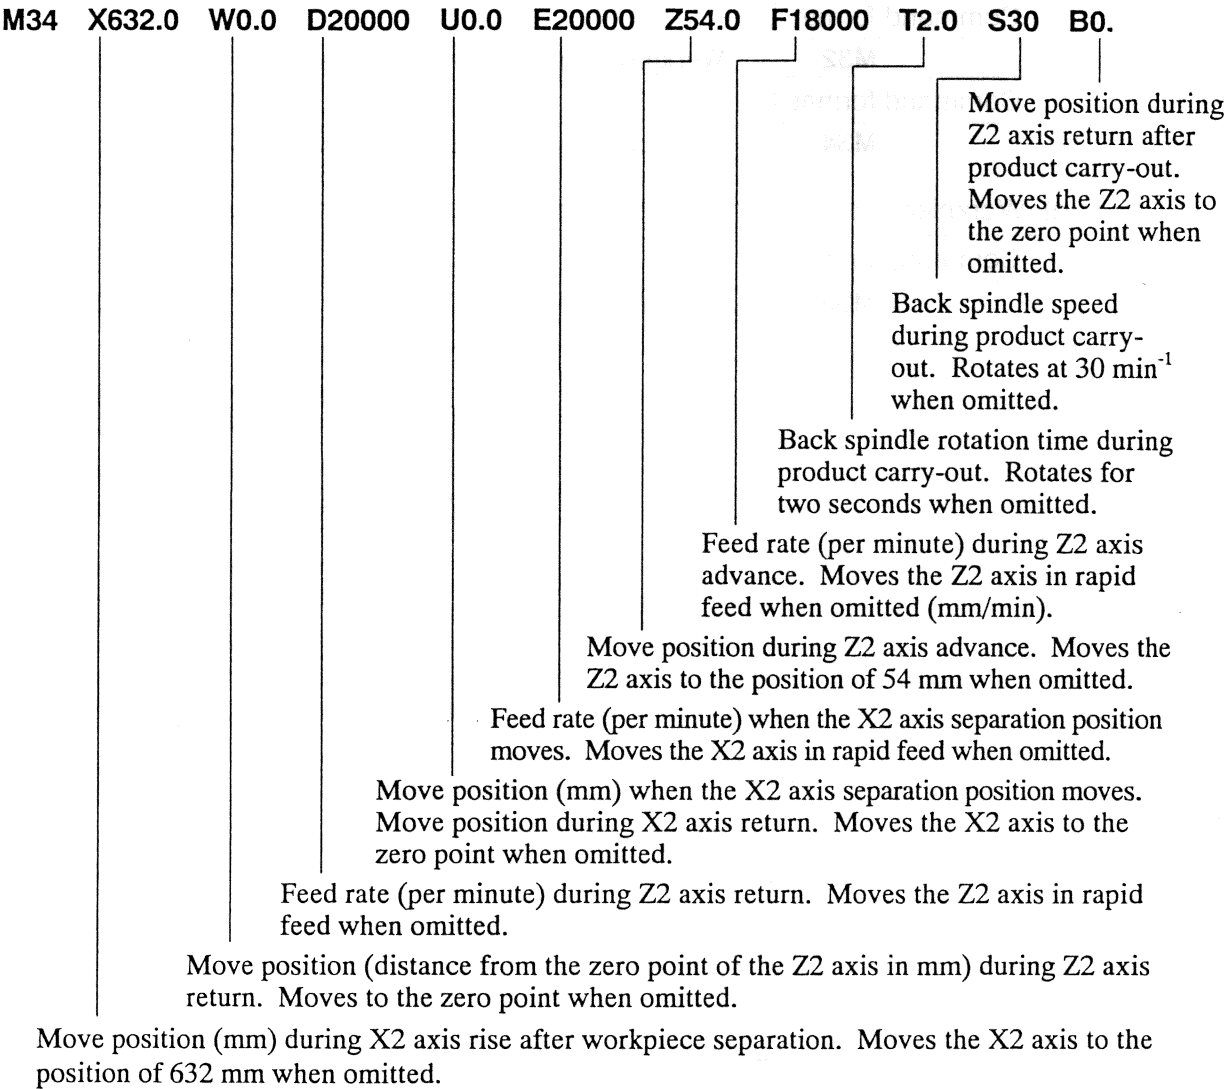 M34 X632.0 W0.0 D20000 U0.0 E20000 Z54.0 F18000 T2.0 S30 B0.
Move position during
Z2 axis return after
product carry-out.
Moves the Z2 axis to
the zero point when
omitted.
Back spindle speed
during product carry-
out. Rotates at 30 min⁻¹
when omitted.
Back spindle rotation time during
product carry-out. Rotates for
two seconds when omitted.
Feed rate (per minute) during Z2 axis
advance. Moves the Z2 axis in rapid
feed when omitted (mm/min).
Move position during Z2 axis advance. Moves the
Z2 axis to the position of 54 mm when omitted.
Feed rate (per minute) when the X2 axis separation position
moves. Moves the X2 axis in rapid feed when omitted.
Move position (mm) when the X2 axis separation position moves.
Move position during X2 axis return. Moves the X2 axis to the
zero point when omitted.
Feed rate (per minute) during Z2 axis return. Moves the Z2 axis in rapid
feed when omitted.
Move position (distance from the zero point of the Z2 axis in mm) during Z2 axis
return. Moves to the zero point when omitted.
Move position (mm) during X2 axis rise after workpiece separation. Moves the X2 axis to the
position of 632 mm when omitted.